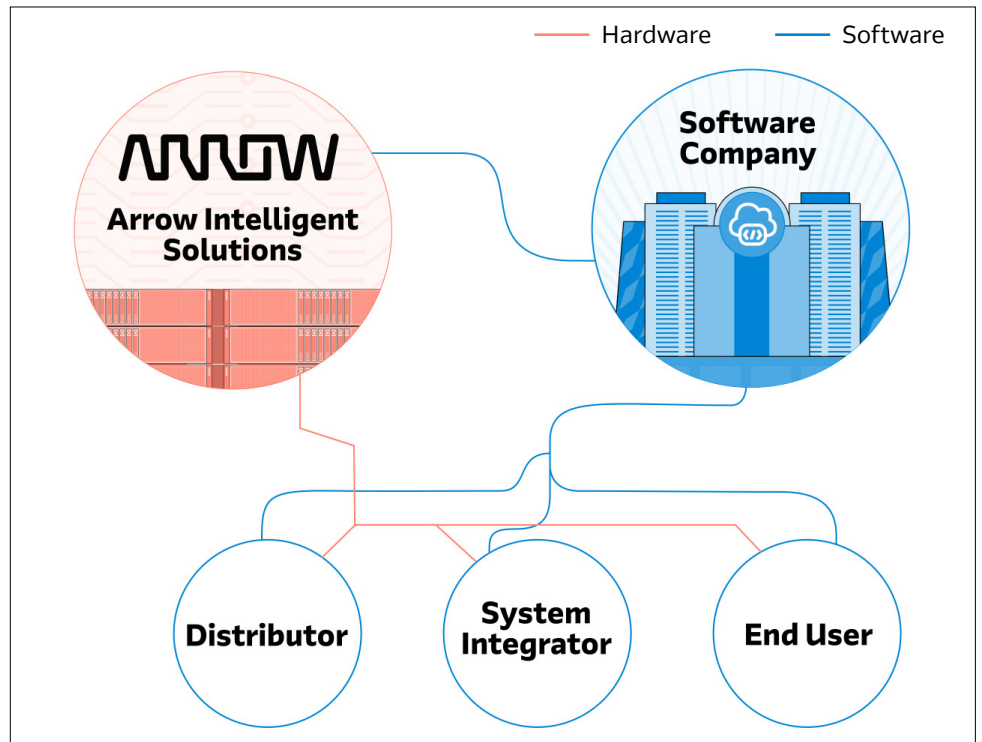 Hardware
Software
ARROW
Arrow Intelligent
Solutions
Software
Company
</>
Distributor
System
Integrator
End User